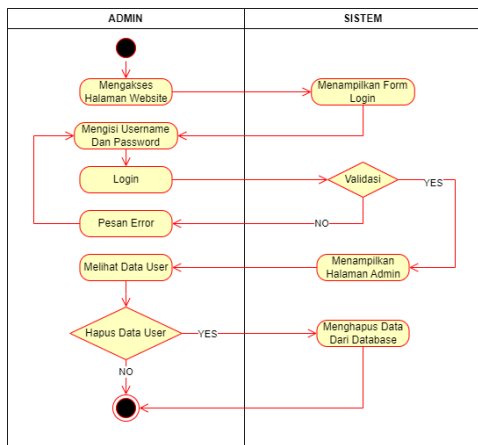 ADMIN
SISTEM
Mengakses
Halaman Website
Menampilkan Form
Login
Mengisi Username
Dan Password
Login
Validasi
YES
Pesan Error
NO
Melihat Data User
Menampilkan
Halaman Admin
Hapus Data User
YES
Menghapus Data
Dari Database
NO